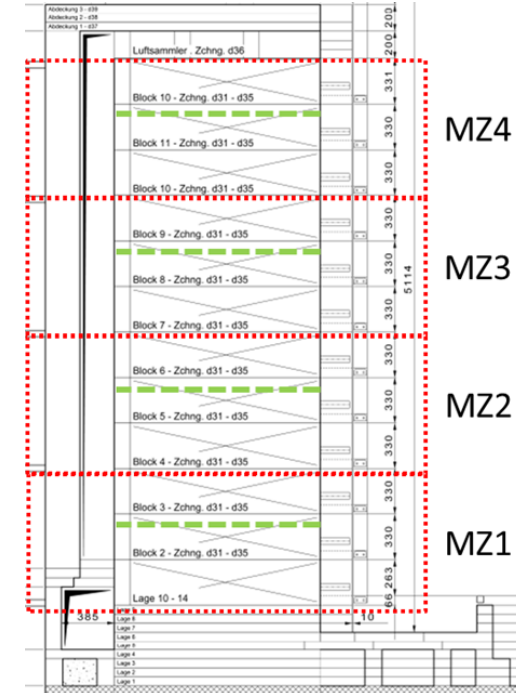 Abdeckung 3 - d39
Abdeckung 2 - d38
Abdeckung 1 - d37
200
Luftsammler . Zchng. d36
200
Block 10 - Zchng. d31 - d35
331
MZ4
Block 11 - Zchng. d31 - d35
330
Block 10 - Zchng. d31 - d35
330
Block 9 - Zchng. d31 - d35
330
MZ3
Block 8 - Zchng. d31 - d35
330
5114
Block 7 - Zchng. d31 - d35
330
Block 6 - Zchng. d31 - d35
330
MZ2
Block 5 - Zchng. d31 - d35
330
Block 4 - Zchng. d31 - d35
330
Block 3 - Zchng. d31 - d35
330
MZ1
Block 2 - Zchng. d31 - d35
330
263
Lage 10 - 14
66
385
10
Lage 8
Lage 7
Lage 6
Lage 5
Lage 4
Lage 3
Lage 2
Lage 1